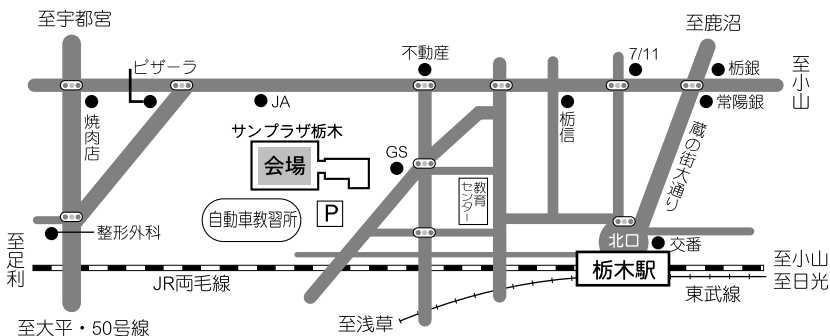 至宇都宮
至鹿沼
ピザーラ
不動産
7/11
栃銀
至小山
JA
常陽銀
焼肉店
サンプラザ栃木
栃信
会場
GS
蔵の街大通り
教育センター
自動車教習所
P
整形外科
北口
交番
至足利
栃木駅
至小山
JR両毛線
至日光
東武線
至浅草
至大平・50号線